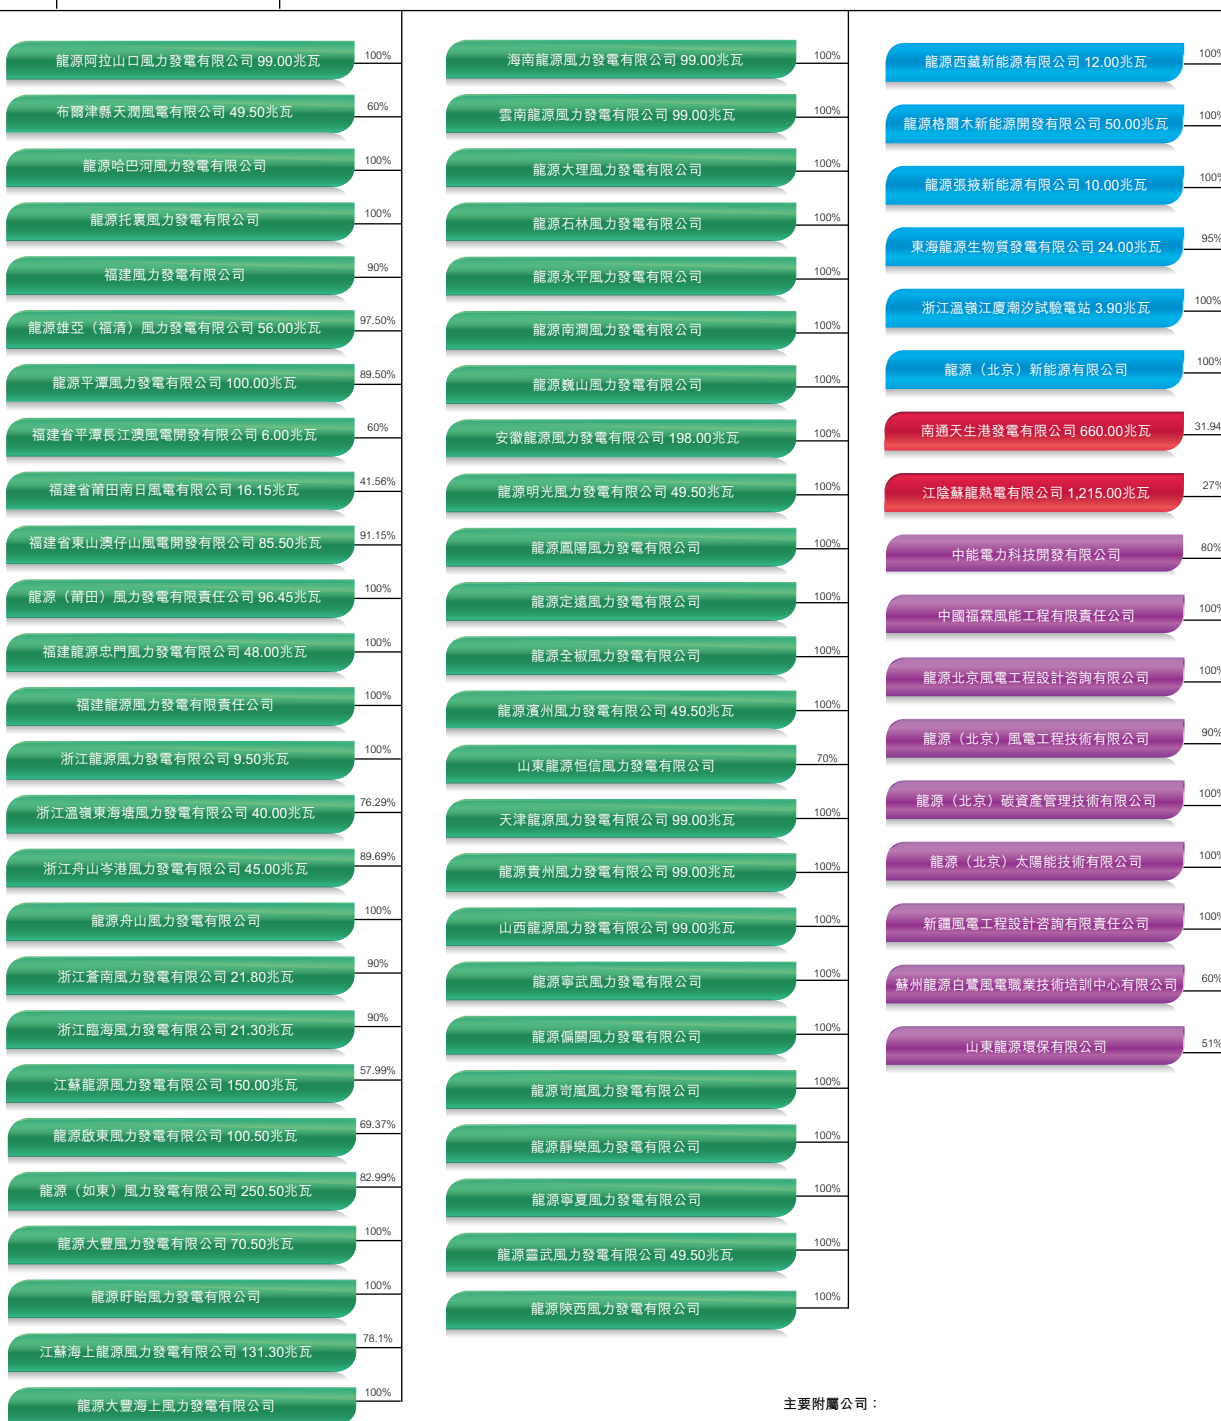 龍源阿拉山口風力發電有限公司 99.00兆瓦 100%
布爾津縣天潤風電有限公司 49.50兆瓦 60%
龍源哈巴河風力發電有限公司 100%
龍源托裏風力發電有限公司 100%
福建風力發電有限公司 90%
龍源雄亞（福清）風力發電有限公司 56.00兆瓦 97.50%
龍源平潭風力發電有限公司 100.00兆瓦 89.50%
福建省平潭長江澳風電開發有限公司 6.00兆瓦 60%
福建省莆田南日風電有限公司 16.15兆瓦 41.56%
福建省東山澳仔山風電開發有限公司 85.50兆瓦 91.15%
龍源（莆田）風力發電有限責任公司 96.45兆瓦 100%
福建龍源忠門風力發電有限公司 48.00兆瓦 100%
福建龍源風力發電有限責任公司 100%
浙江龍源風力發電有限公司 9.50兆瓦 100%
浙江溫嶺東海塘風力發電有限公司 40.00兆瓦 76.29%
浙江舟山岑港風力發電有限公司 45.00兆瓦 89.69%
龍源舟山風力發電有限公司 100%
浙江蒼南風力發電有限公司 21.80兆瓦 90%
浙江臨海風力發電有限公司 21.30兆瓦 90%
江蘇龍源風力發電有限公司 150.00兆瓦 57.99%
龍源啟東風力發電有限公司 100.50兆瓦 69.37%
龍源（如東）風力發電有限公司 250.50兆瓦 82.99%
龍源大豐風力發電有限公司 70.50兆瓦 100%
龍源盱眙風力發電有限公司 100%
江蘇海上龍源風力發電有限公司 131.30兆瓦 78.1%
龍源大豐海上風力發電有限公司 100%
海南龍源風力發電有限公司 99.00兆瓦 100%
雲南龍源風力發電有限公司 99.00兆瓦 100%
龍源大理風力發電有限公司 100%
龍源石林風力發電有限公司 100%
龍源永平風力發電有限公司 100%
龍源南澗風力發電有限公司 100%
龍源巍山風力發電有限公司 100%
安徽龍源風力發電有限公司 198.00兆瓦 100%
龍源明光風力發電有限公司 49.50兆瓦 100%
龍源鳳陽風力發電有限公司 100%
龍源定遠風力發電有限公司 100%
龍源全椒風力發電有限公司 100%
龍源濱州風力發電有限公司 49.50兆瓦 100%
山東龍源恒信風力發電有限公司 70%
天津龍源風力發電有限公司 99.00兆瓦 100%
龍源貴州風力發電有限公司 99.00兆瓦 100%
山西龍源風力發電有限公司 99.00兆瓦 100%
龍源寧武風力發電有限公司 100%
龍源偏關風力發電有限公司 100%
龍源岢嵐風力發電有限公司 100%
龍源靜樂風力發電有限公司 100%
龍源寧夏風力發電有限公司 100%
龍源靈武風力發電有限公司 49.50兆瓦 100%
龍源陝西風力發電有限公司 100%
龍源西藏新能源有限公司 12.00兆瓦 100%
龍源格爾木新能源開發有限公司 50.00兆瓦 100%
龍源張掖新能源有限公司 10.00兆瓦 100%
東海龍源生物質發電有限公司 24.00兆瓦 95%
浙江溫嶺江廈潮汐試驗電站 3.90兆瓦 100%
龍源（北京）新能源有限公司 100%
南通天生港發電有限公司 660.00兆瓦 31.94
江陰蘇龍熱電有限公司 1,215.00兆瓦 27%
中能電力科技開發有限公司 80%
中國福霖風能工程有限責任公司 100%
龍源北京風電工程設計咨詢有限公司 100%
龍源（北京）風電工程技術有限公司 90%
龍源（北京）碳資產管理技術有限公司 100%
龍源（北京）太陽能技術有限公司 100%
新疆風電工程設計咨詢有限責任公司 100%
蘇州龍源白鷺風電職業技術培訓中心有限公司 60%
山東龍源環保有限公司 51%
主要附屬公司：